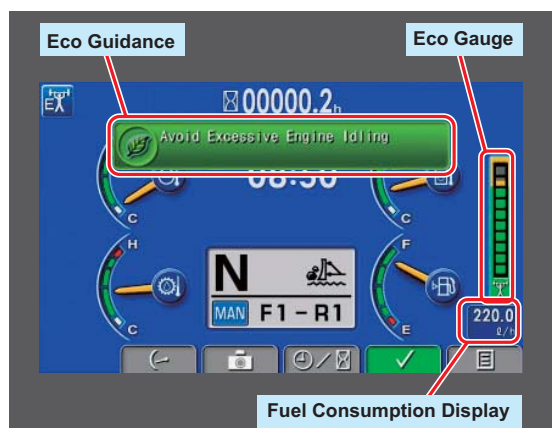 Eco Guidance
Eco Gauge
E
00000.2h
Avoid Excessive Engine Idling
C
C
H
F
N
MAN F1-R1
C
E
220.0
ℓ/h
Fuel Consumption Display